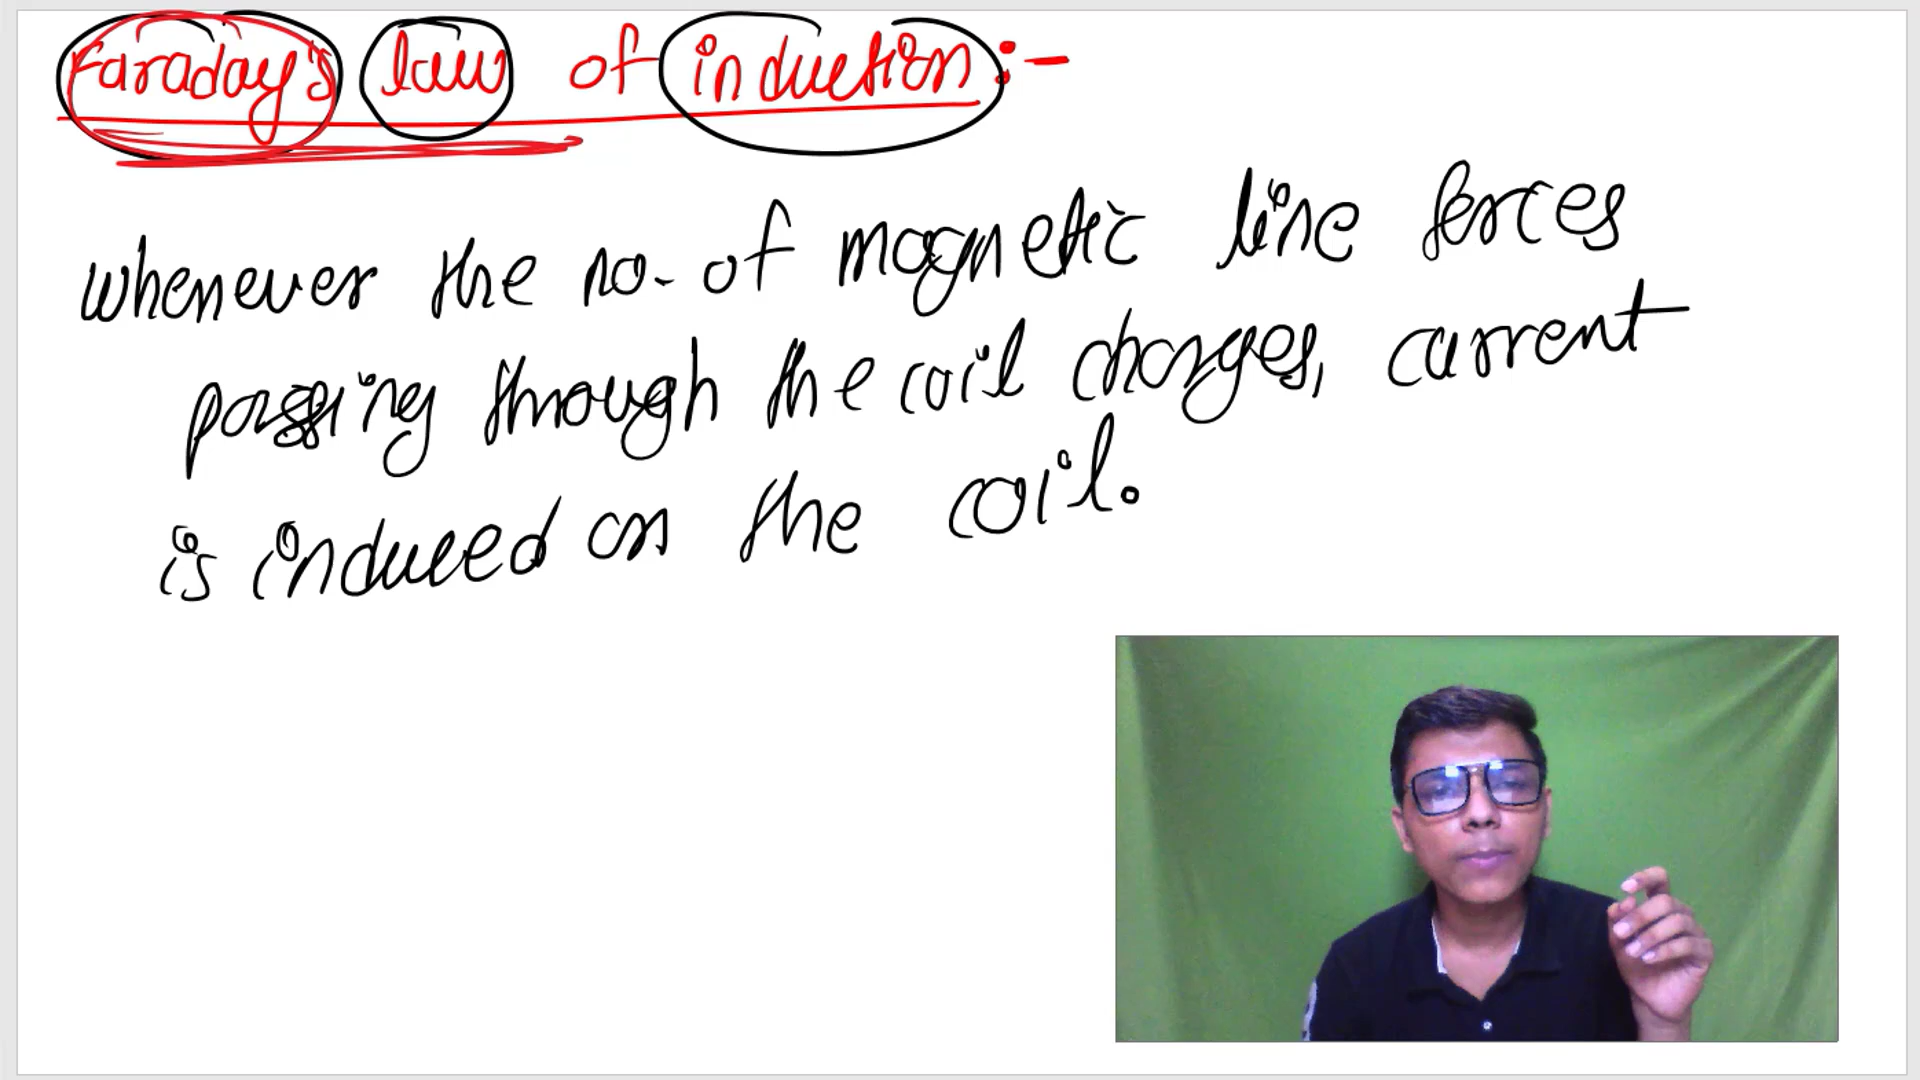 Faraday's law of induction :-
whenever the no. of magnetic line forces
passing through the coil changes, current
is induced on the coil.